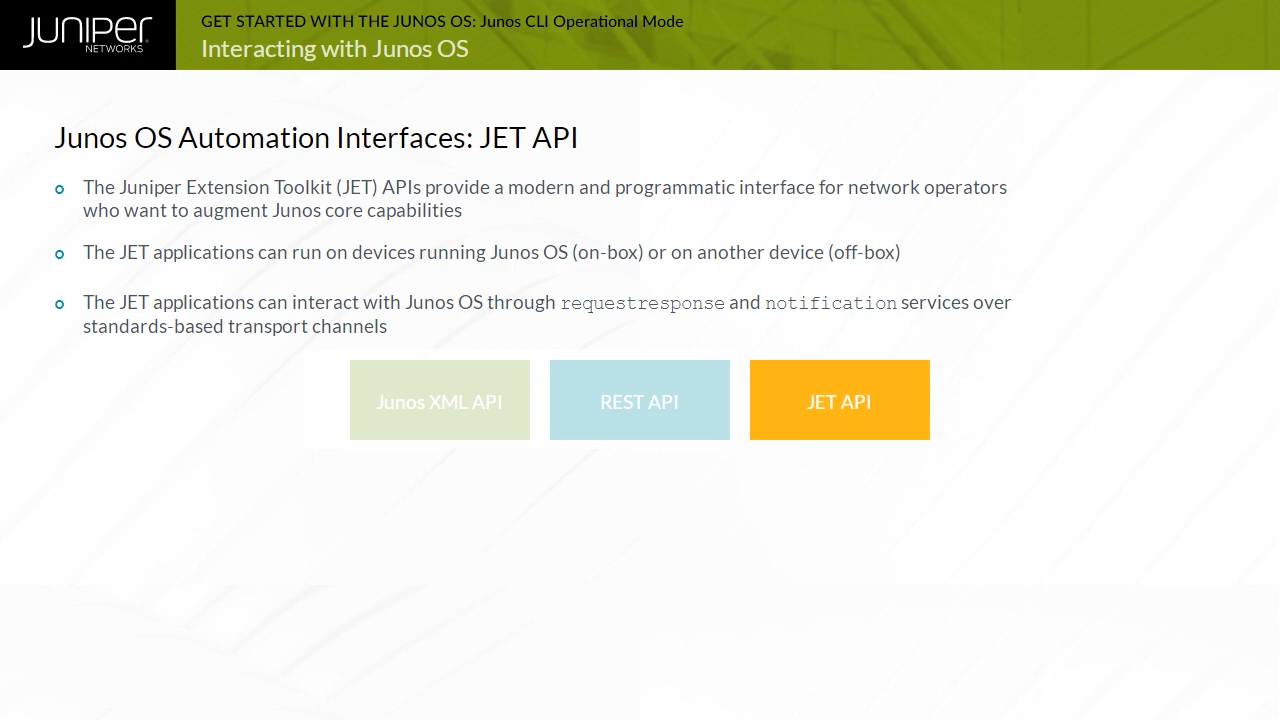 JUNIPER
NETWORKS
GET STARTED WITH THE JUNOS OS: Junos CLI Operational Mode
Interacting with Junos OS
Junos OS Automation Interfaces: JET API
The Juniper Extension Toolkit (JET) APIs provide a modern and programmatic interface for network operators
who want to augment Junos core capabilities
The JET applications can run on devices running Junos OS (on-box) or on another device (off-box)
The JET applications can interact with Junos OS through requestresponse and notification services over
standards-based transport channels
Junos XML API
REST API
JET API